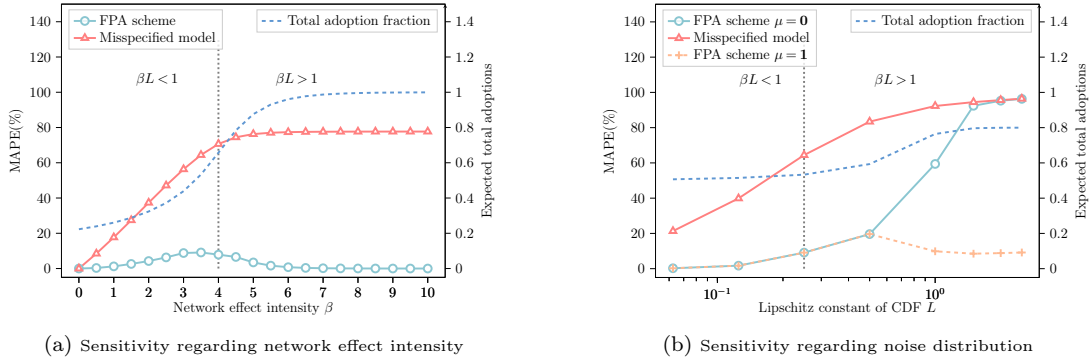 FPA scheme
Misspecified model
Total adoption fraction
βL < 1
βL > 1
MAPE(%)
140
120
100
80
60
40
20
0
1.4
1.2
1
0.8
0.6
0.4
0.2
0
Expected total adoptions
0 1 2 3 4 5 6 7 8 9 10
Network effect intensity β
(a) Sensitivity regarding network effect intensity
FPA scheme μ = 0
Misspecified model
FPA scheme μ = 1
Total adoption fraction
βL < 1
βL > 1
MAPE(%)
140
120
100
80
60
40
20
0
1.4
1.2
1
0.8
0.6
0.4
0.2
0
Expected total adoptions
10⁻¹ 10⁰
Lipschitz constant of CDF L
(b) Sensitivity regarding noise distribution